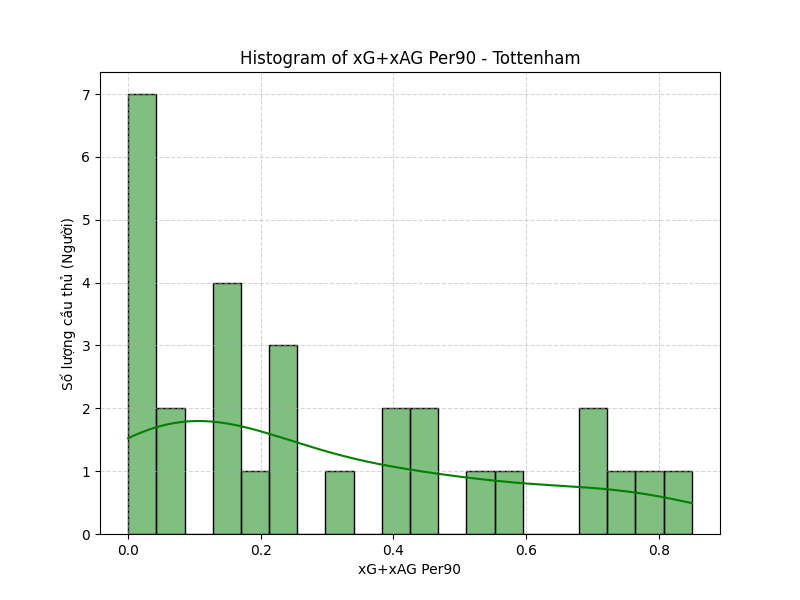 Histogram of xG+xAG Per90 - Tottenham
Số lượng cầu thủ (Người)
7
6
5
4
3
2
1
0
0.0 0.2 0.4 0.6 0.8
xG+xAG Per90